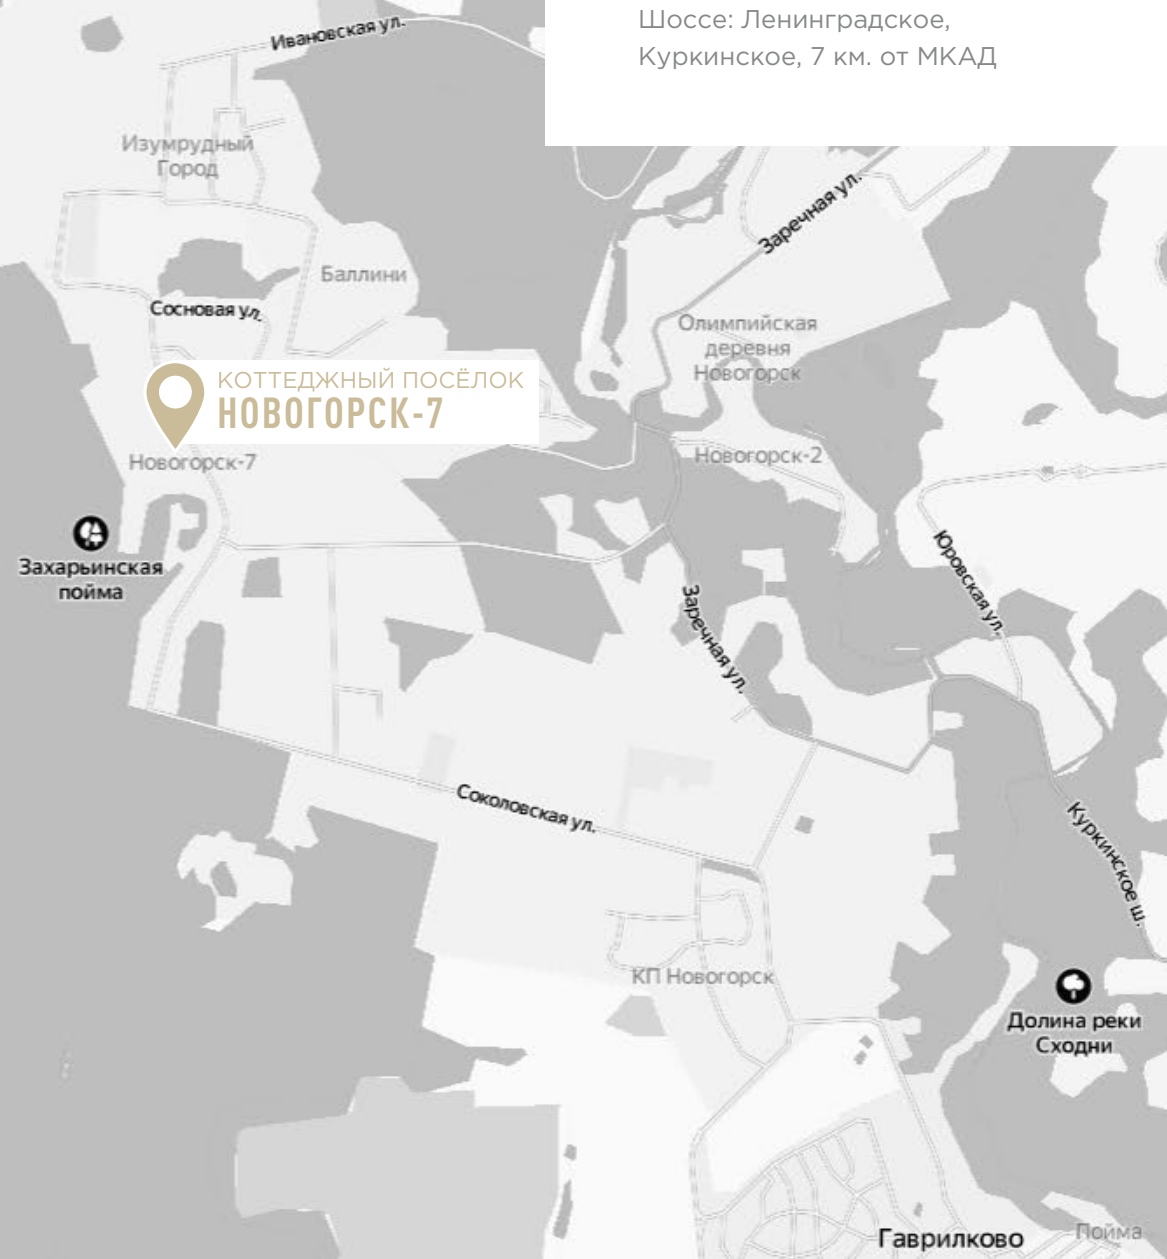 Шоссе: Ленинградское,
Куркинское, 7 км. от МКАД
Ивановская ул.
Изумрудный
Город
Заречная ул.
Баллини
Сосновая ул.
Олимпийская
деревня
Новогорск
КОТТЕДЖНЫЙ ПОСЁЛОК
НОВОГОРСК-7
Новогорск-7
Новогорск-2
Захарьинская
пойма
Юровская ул.
Заречная ул.
Соколовская ул.
Куркинское ш.
КП Новогорск
Долина реки
Сходни
Гаврилково
Пойма